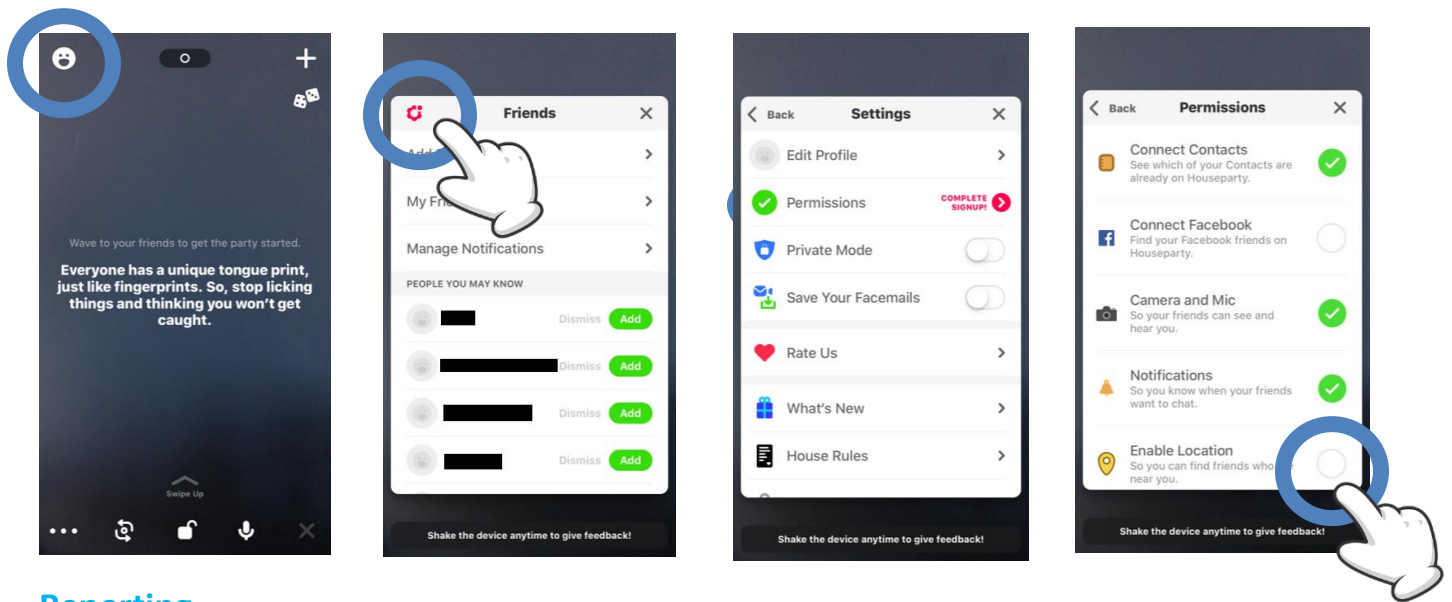 Wave to your friends to get the party started.
Everyone has a unique tongue print,
just like fingerprints. So, stop licking
things and thinking you won't get
caught.
Swipe Up
Friends
My
Manage Notifications
PEOPLE YOU MAY KNOW
Dismiss Add
Dismiss Add
Dismiss Add
Dismiss Add
Shake the device anytime to give feedback!
Back Settings
Edit Profile
Permissions COMPLETE
SIGNUP!
Private Mode
Save Your Facemails
Rate Us
What's New
House Rules
Shake the device anytime to give feedback!
Back Permissions
Connect Contacts
See which of your Contacts are
already on Houseparty.
Connect Facebook
Find your Facebook friends on
Houseparty.
Camera and Mic
So your friends can see and
hear you.
Notifications
So you know when your friends
want to chat.
Enable Location
So you can find friends who
near you.
Shake the device anytime to give feedback!
Reporting